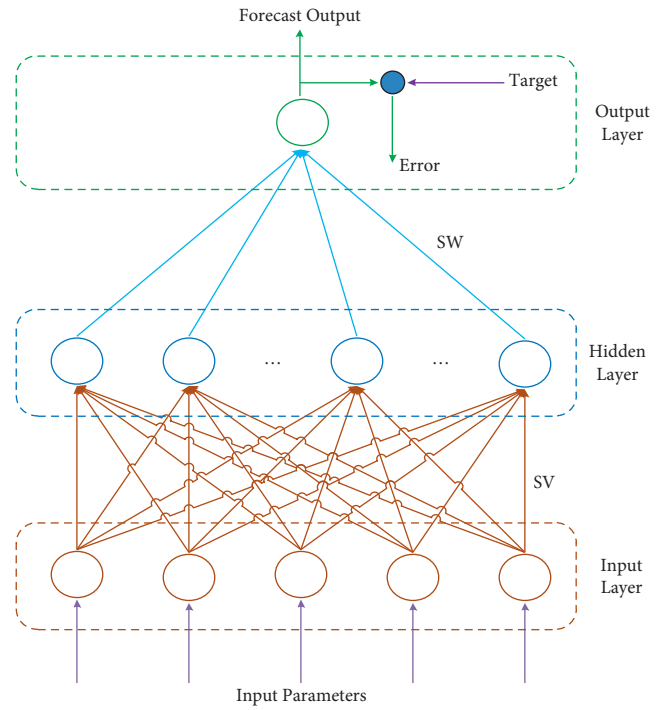 Forecast Output
Target
Output
Layer
Error
SW
...
...
Hidden
Layer
SV
Input
Layer
Input Parameters